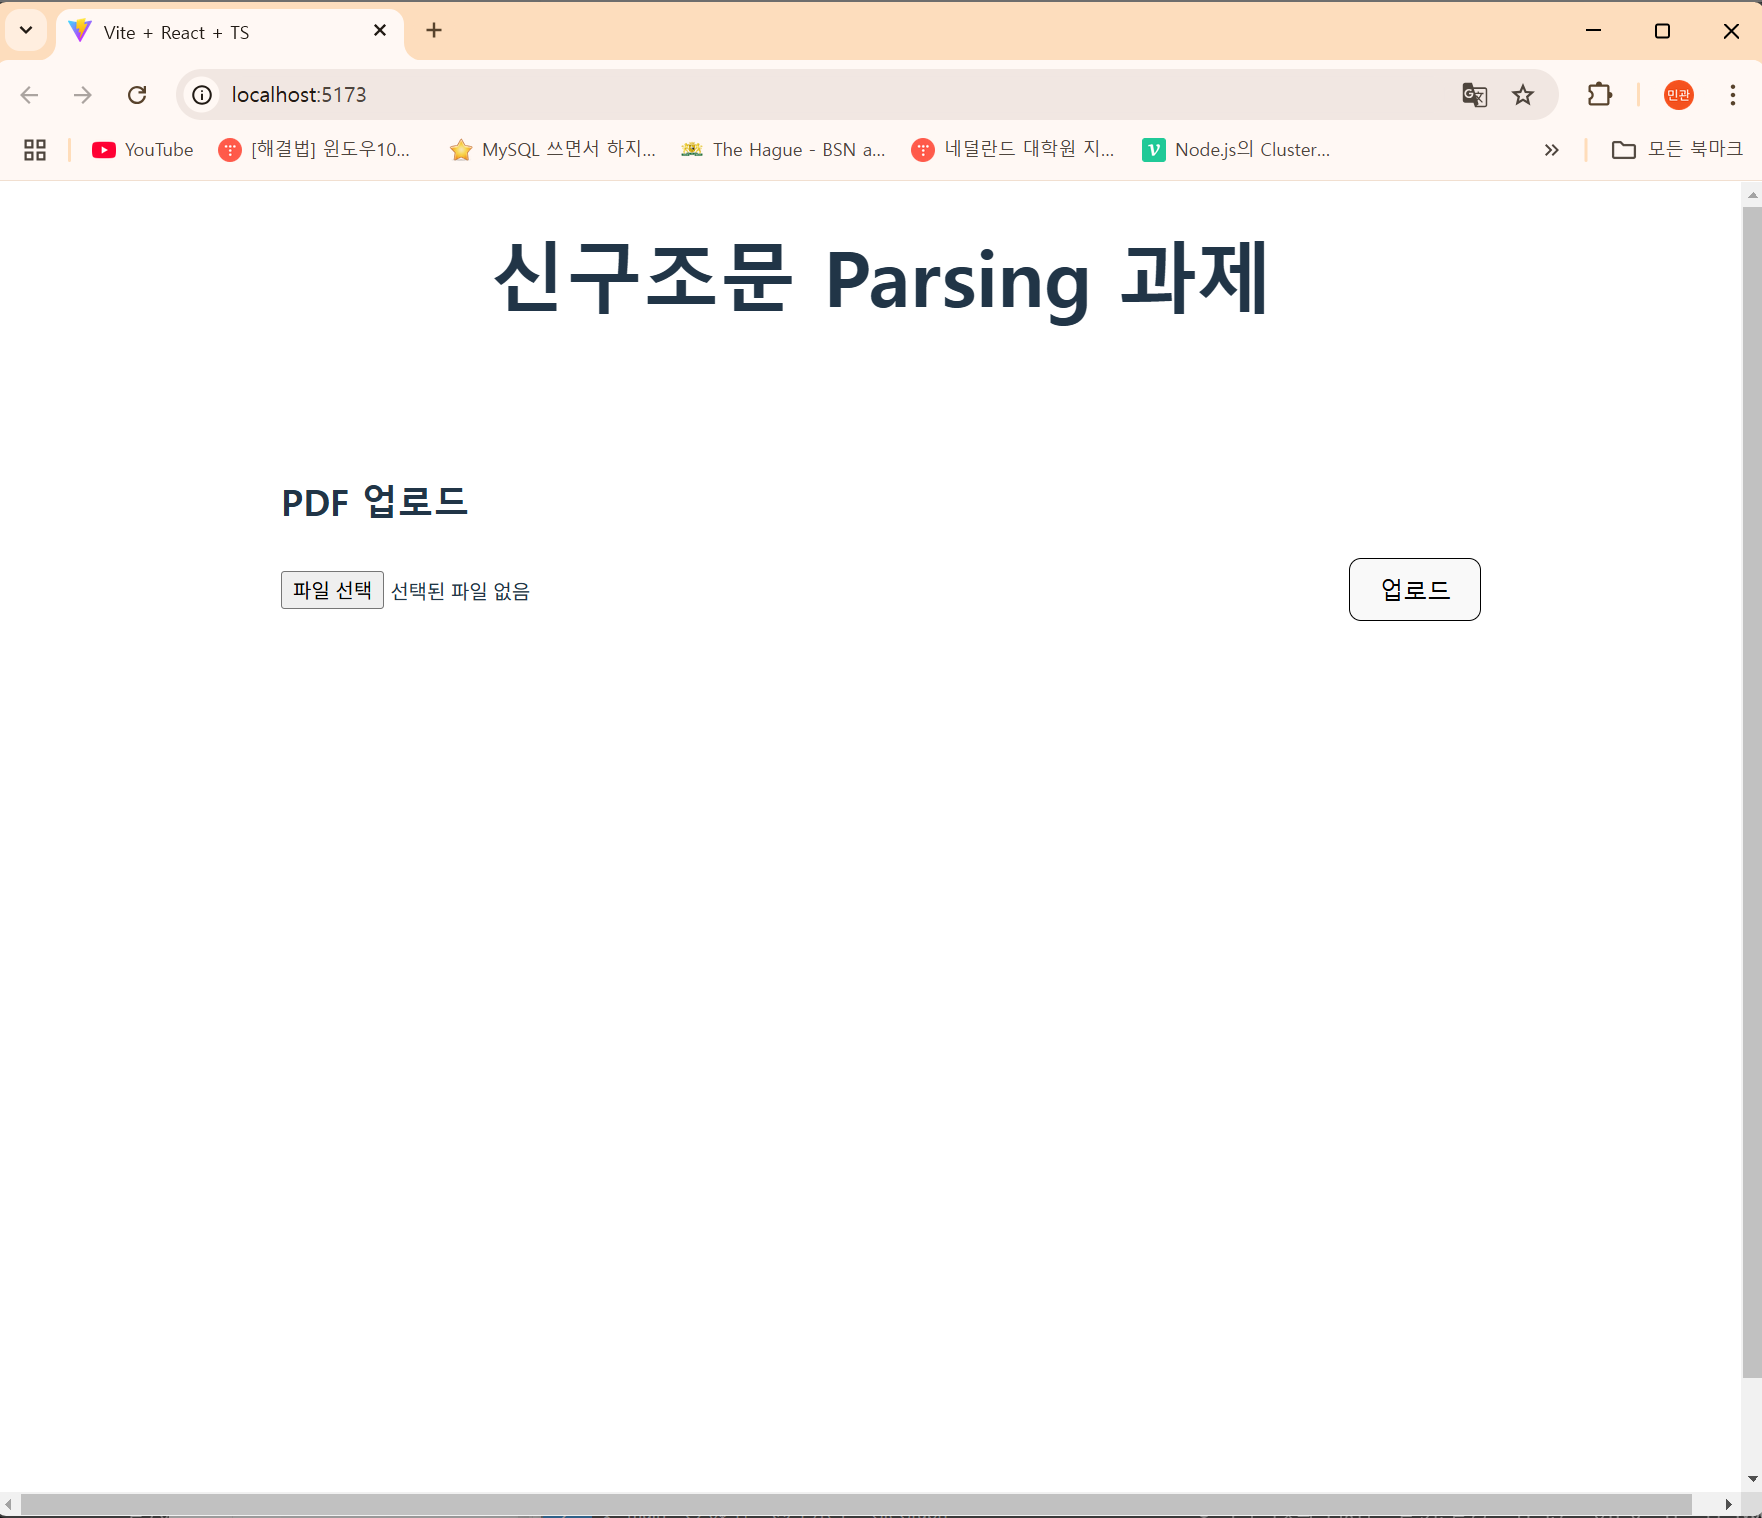 Vite + React + TS
localhost:5173
YouTube
[해결법] 윈도우10...
MySQL 쓰면서 하지...
The Hague - BSN a...
네덜란드 대학원 지...
Node.js의 Cluster...
모든 북마크
민관
신구조문 Parsing 과제
PDF 업로드
파일 선택 선택된 파일 없음
업로드